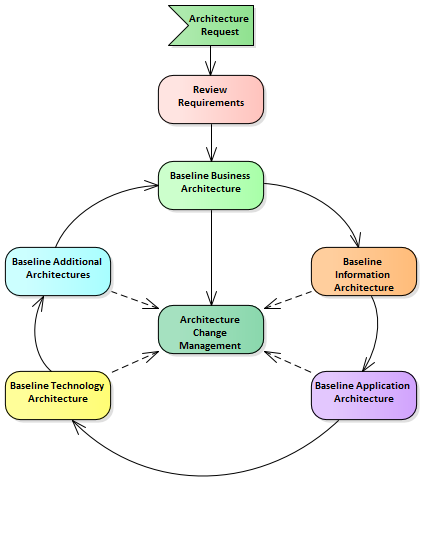 Architecture
Request
Review
Requirements
Baseline Business
Architecture
Baseline Additional
Architectures
Baseline
Information
Architecture
Architecture
Change
Management
Baseline Technology
Architecture
Baseline Application
Architecture